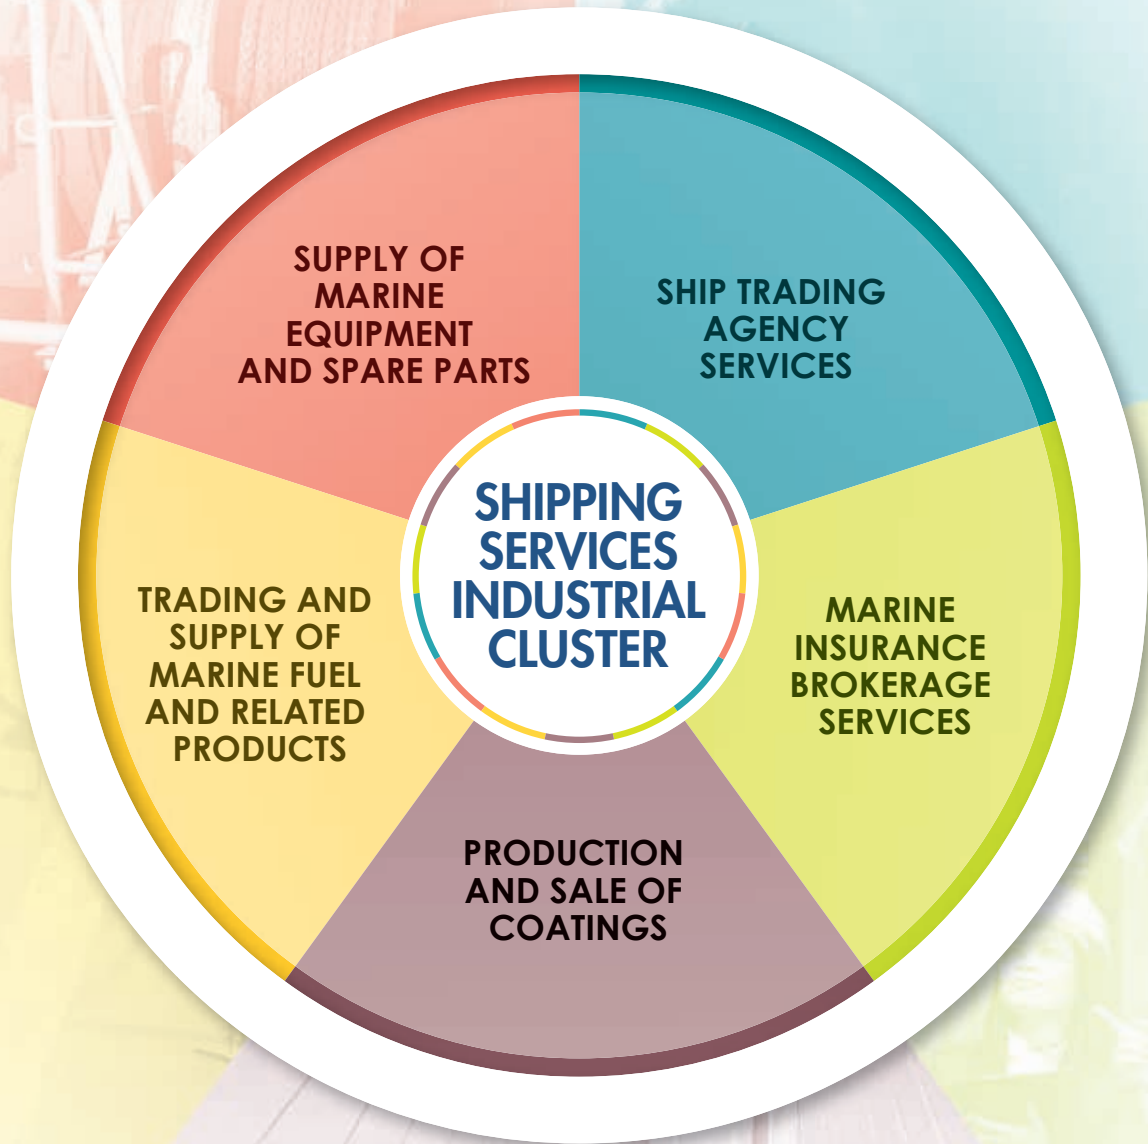 SUPPLY OF
MARINE
EQUIPMENT
AND SPARE PARTS
SHIP TRADING
AGENCY
SERVICES
SHIPPING
SERVICES
INDUSTRIAL
CLUSTER
TRADING AND
SUPPLY OF
MARINE FUEL
AND RELATED
PRODUCTS
MARINE
INSURANCE
BROKERAGE
SERVICES
PRODUCTION
AND SALE OF
COATINGS